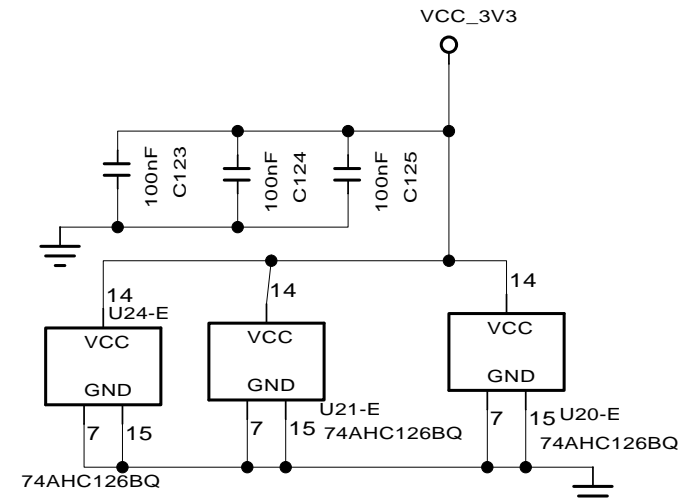 VCC_3V3
100nF
C123
100nF
C124
100nF
C125
14
U24-E
VCC
GND
7
15
74AHC126BQ
14
VCC
GND
U21-E
7
15
74AHC126BQ
14
VCC
GND
7
15
U20-E
74AHC126BQ